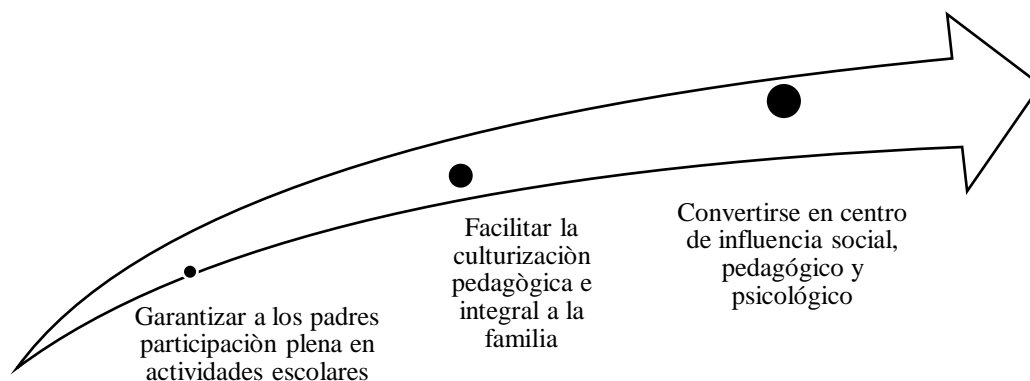 Garantizar a los padres
participaciòn plena en
actividades escolares
Facilitar la
culturizaciòn
pedagògica e
integral a la
familia
Convertirse en centro
de influencia social,
pedagógico y
psicológico